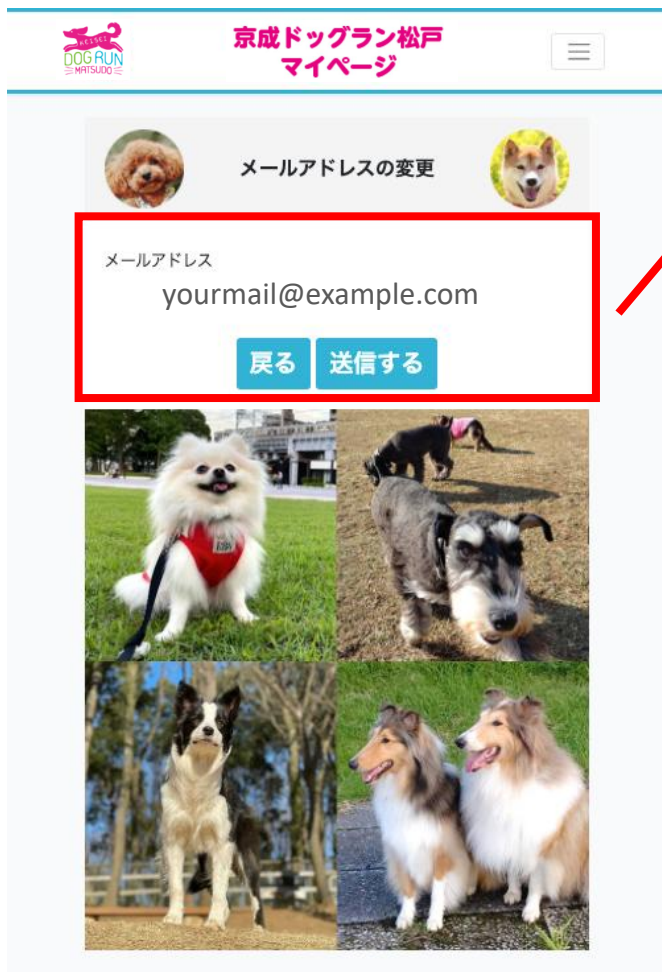 KEISEI
DOG RUN
MATSUDO
京成ドッグラン松戸
マイページ
メールアドレスの変更
メールアドレス
yourmail@example.com
戻る 送信する